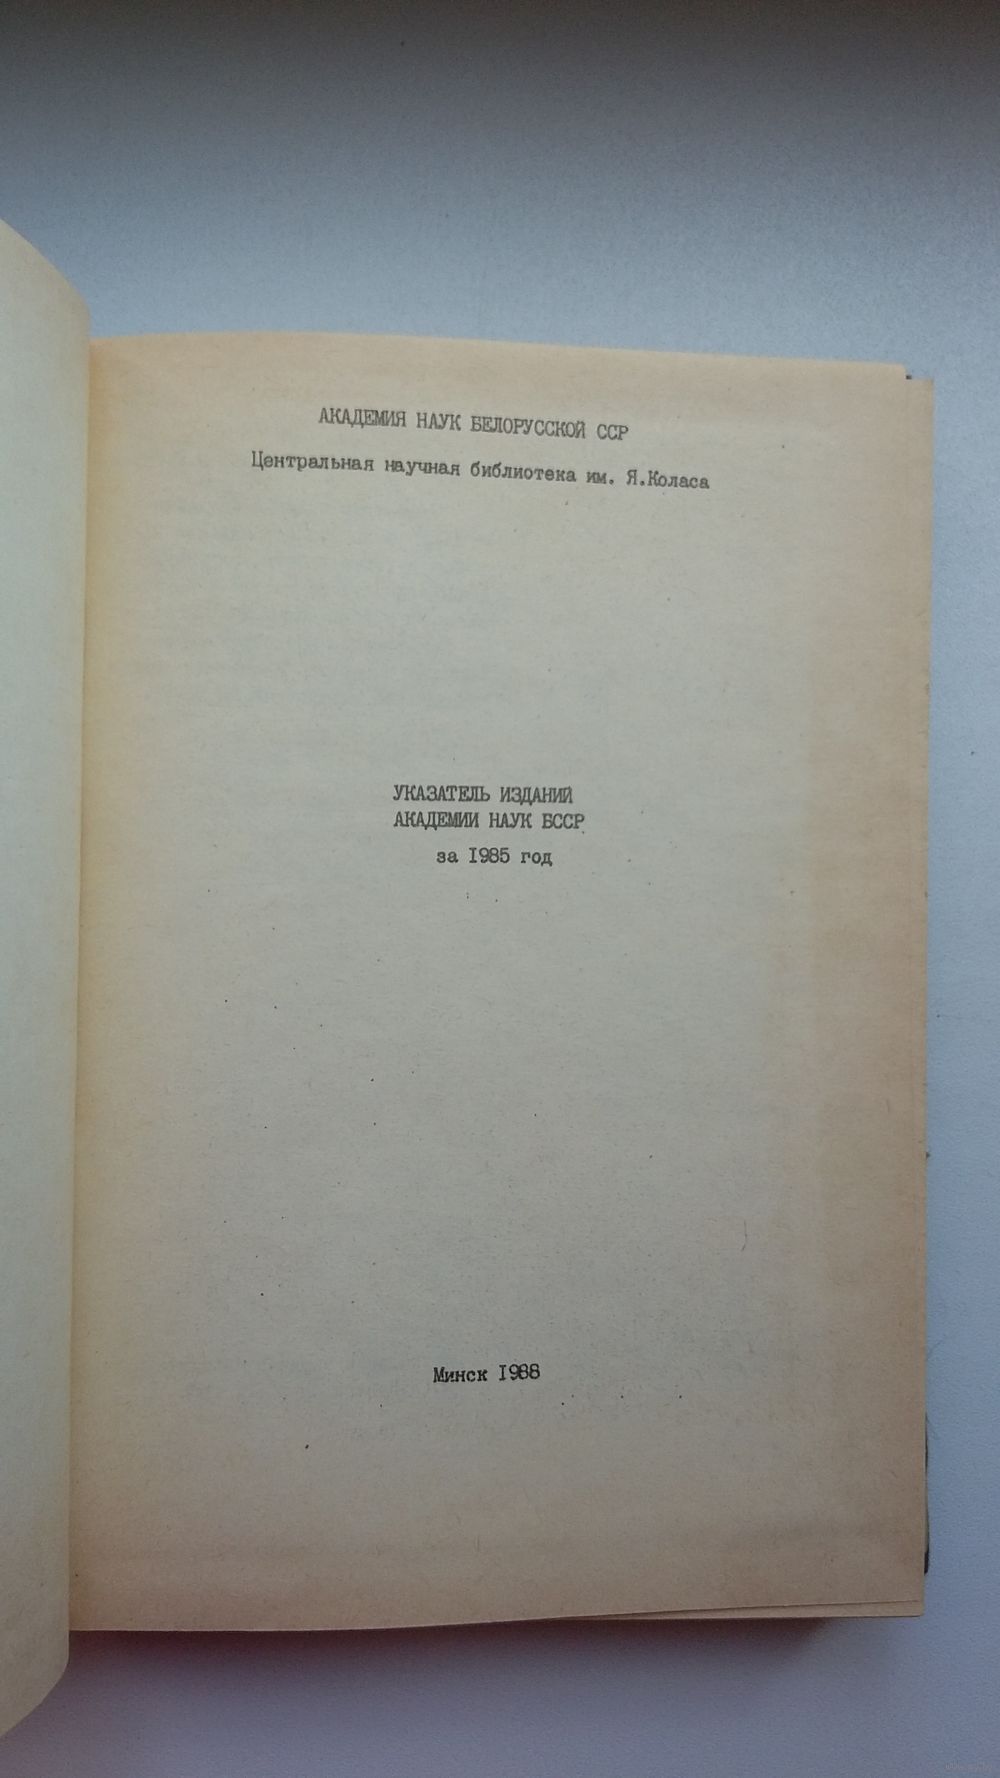 АКАДЕМИЯ НАУК БЕЛОРУССКОЙ ССР
Центральная научная библиотека им. Я.Коласа
УКАЗАТЕЛЬ ИЗДАНИЙ
АКАДЕМИИ НАУК БССР
за 1985 год
Минск 1988